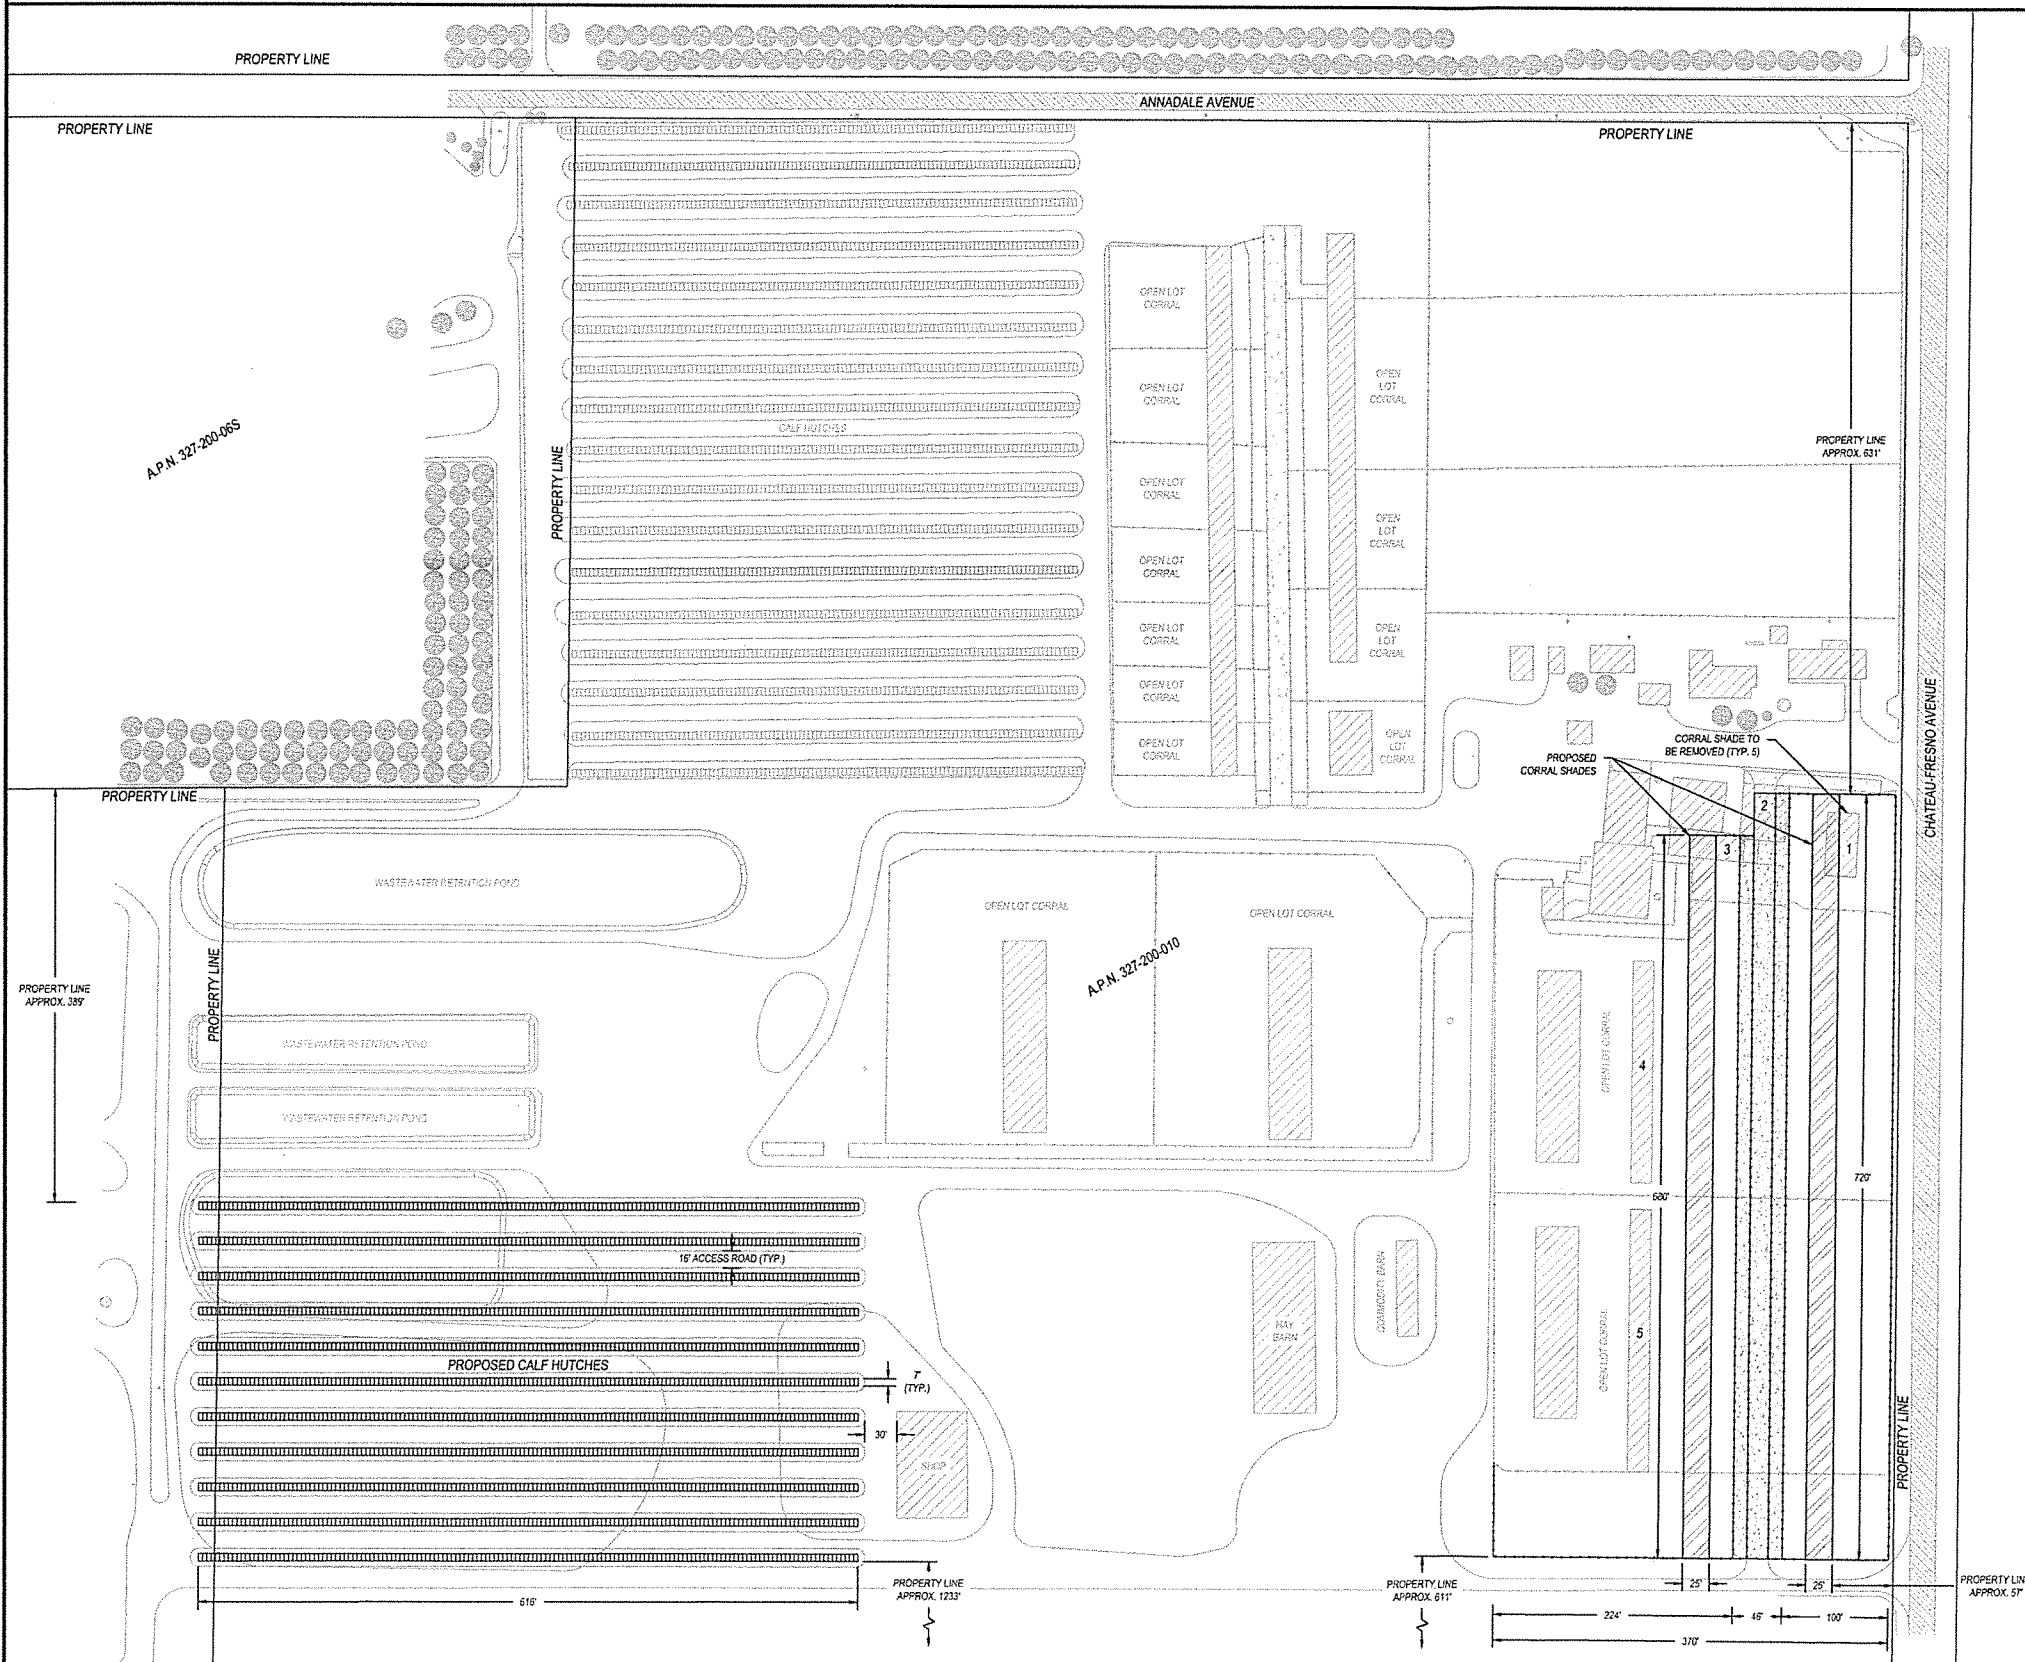 PROPERTY LINE
ANNADALE AVENUE
PROPERTY LINE
PROPERTY LINE
OPEN LOT
CORRAL
OPEN LOT
CORRAL
OPEN
LOT
CORRAL
CALF HUTCHES
A.P.N. 327-200-06S
PROPERTY LINE
PROPERTY LINE
APPROX. 631'
OPEN LOT
CORRAL
OPEN
LOT
CORRAL
OPEN LOT
CORRAL
OPEN LOT
CORRAL
OPEN
LOT
CORRAL
OPEN LOT
CORRAL
OPEN LOT
CORRAL
OPEN
LOT
CORRAL
CHATEAU-FRESNO AVENUE
CORRAL SHADE TO
BE REMOVED (TYP. 5)
PROPOSED
CORRAL SHADES
PROPERTY LINE
2
3
1
WASTEWATER RETENTION POND
OPEN LOT CORRAL
OPEN LOT CORRAL
A.P.N. 327-200-010
PROPERTY LINE
PROPERTY LINE
APPROX. 389'
WASTEWATER RETENTION POND
WASTEWATER RETENTION POND
OPEN LOT CORRAL
4
680'
720'
16' ACCESS ROAD (TYP.)
PROPOSED CALF HUTCHES
7'
(TYP.)
30'
SHOP
HAY
BARN
COMMODITY BARN
OPEN LOT CORRAL
5
PROPERTY LINE
616'
PROPERTY LINE
APPROX. 1233'
PROPERTY LINE
APPROX. 611'
25'
25'
PROPERTY LIN
APPROX. 57'
224'
46'
100'
370'